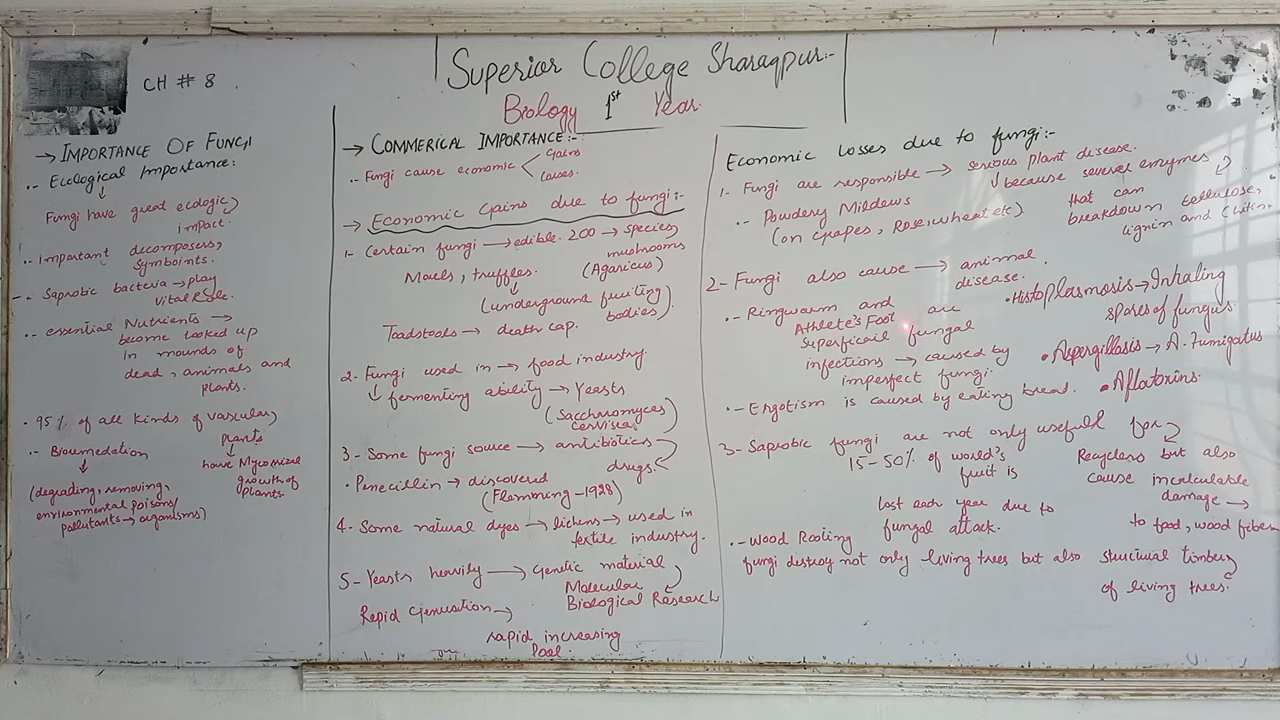 CH # 8
Superior College Sharaqpur:-
Biology 1st Year.
→ IMPORTANCE OF FUNGI
.- Ecological Importance:
Fungi have great ecologic
impact.
.- Important decomposers,
Symboints.
- Saprobic bacteria → play
Vital Role.
.- essential Nutrients →
become Locked up
In mounds of
dead, animals and
plants.
. 95% of all kinds of vascular
plants
have Mycorrizal
growth of
plants.
.- Bioremedation
(degrading, removing,
environmental poisons/
pollutants → organisms)
→ COMMERICAL IMPORTANCE:-
.- Fungi cause economic < Gains
Losses.
→ Economic Gains due to fungi:-
1- Certain fungi → edible. 200 → species
mushrooms
Morels, truffles. (Agaricus)
(underground fruiting
bodies)
Toadstools → death cap.
2- Fungi used in → food industry.
fermenting ability → Yeasts
(Saccharomyces
cervisea)
3- Some fungi source → antibiotics
drugs.
• Penecillin → discovered
(Flemming-1928)
4- Some natural dyes → lichens → used in
textile industry.
5- Yeasts heavily → Genetic material
Molecular
Biological Research
Rapid Generation →
rapid increasing
Pool.
Economic Losses due to fungi:-
1- Fungi are responsible → serious plant disease.
because several enzymes
that can
breakdown cellulose,
lignin and Cuticn
.- Powdery Mildews
(on grapes, Rose, wheat etc)
2- Fungi also cause → animal
disease.
.- Ringwarm and
Athlete's Foot are
Superficail fungal
infections → caused by
imperfect fungi.
• Histoplasmosis → Inhaling
spores of fungus.
• Aspergillasis → A. Fumigatus
• Aflatoxins.
.- Ergotism is caused by eating bread.
3- Saprobic fungi are not only usefull for
Recyclers but also
cause incalculable
damage →
to food, wood fiber
15-50% of world's
fruit is
lost each year due to
fungal attack.
.- Wood Rooting
fungi destroy not only living trees but also structural timber
of living trees.